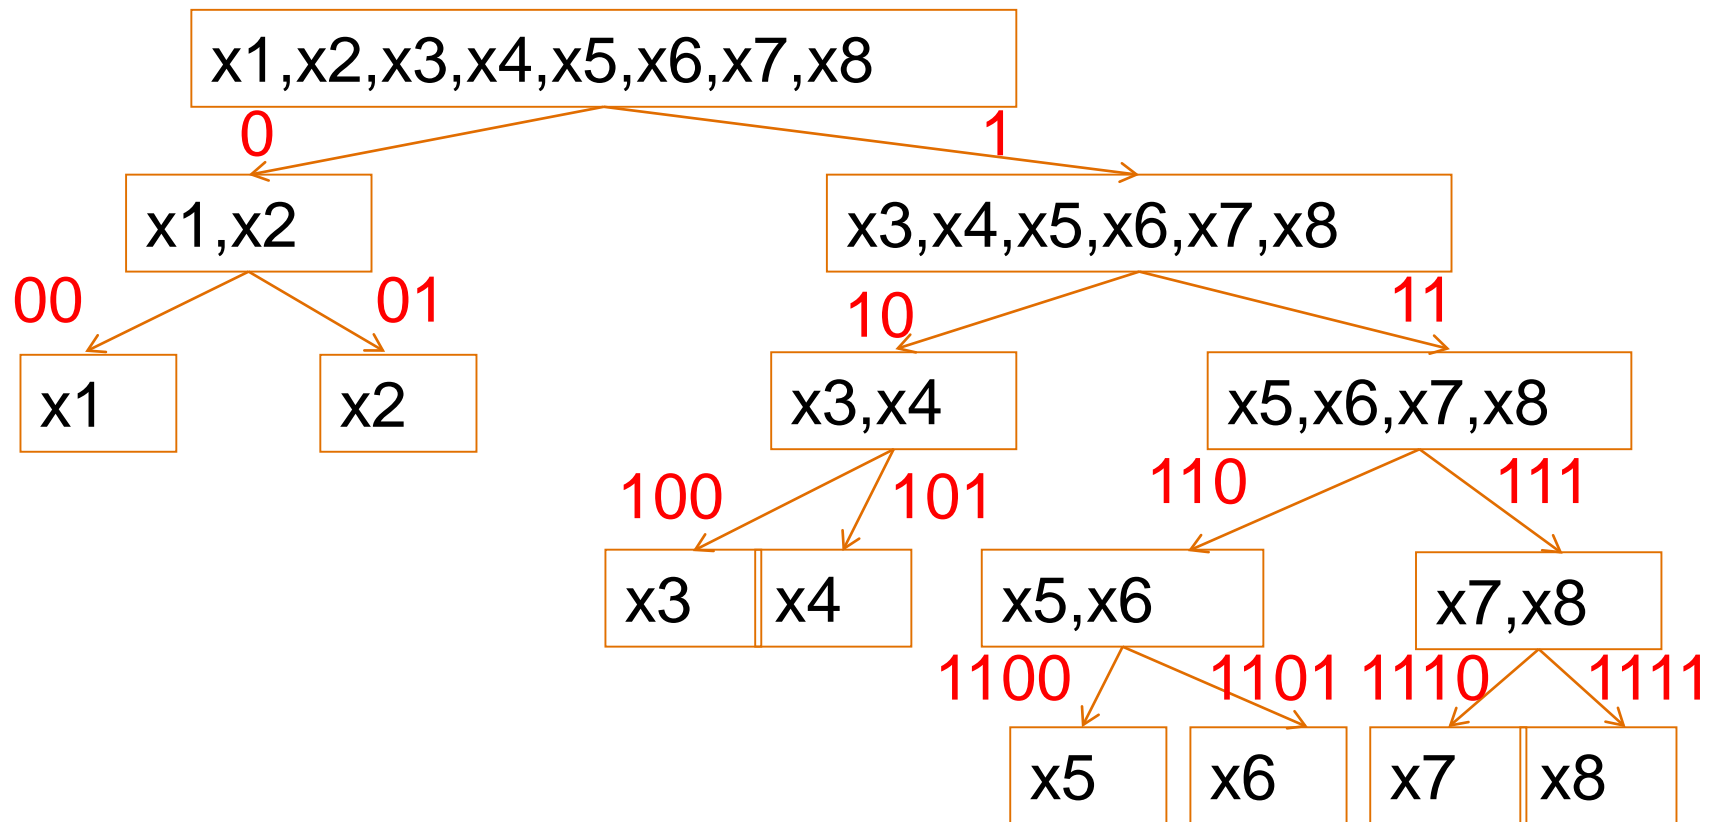 x1,x2,x3,x4,x5,x6,x7,x8
0 1
x1,x2 x3,x4,x5,x6,x7,x8
00 01 10 11
x1 x2 x3,x4 x5,x6,x7,x8
100 101 110 111
x3 x4 x5,x6 x7,x8
1100 1101 1110 1111
x5 x6 x7 x8